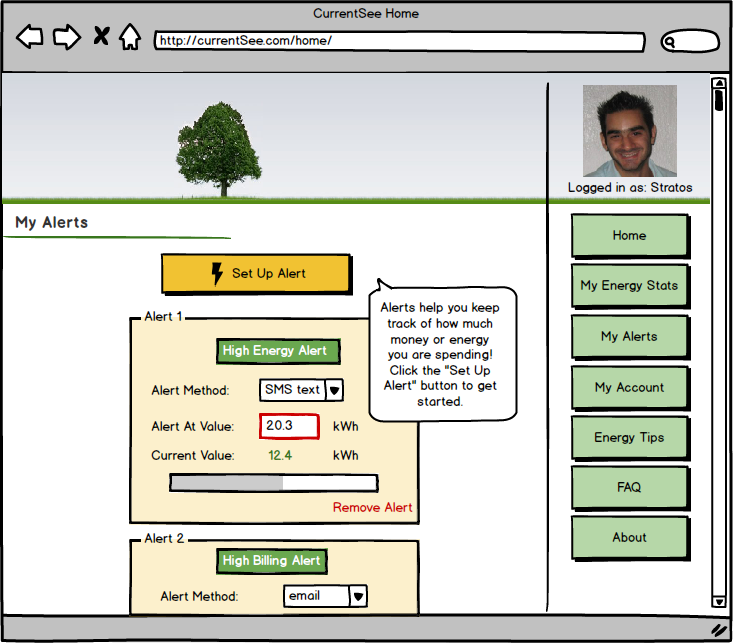 CurrentSee Home
http://currentSee.com/home/
Logged in as: Stratos
My Alerts
Set Up Alert
Alerts help you keep
track of how much
money or energy
you are spending!
Click the "Set Up
Alert" button to get
started.
Alert 1
High Energy Alert
Alert Method: SMS text
Alert At Value: 20.3 kWh
Current Value: 12.4 kWh
Remove Alert
Alert 2
High Billing Alert
Alert Method: email
Home
My Energy Stats
My Alerts
My Account
Energy Tips
FAQ
About